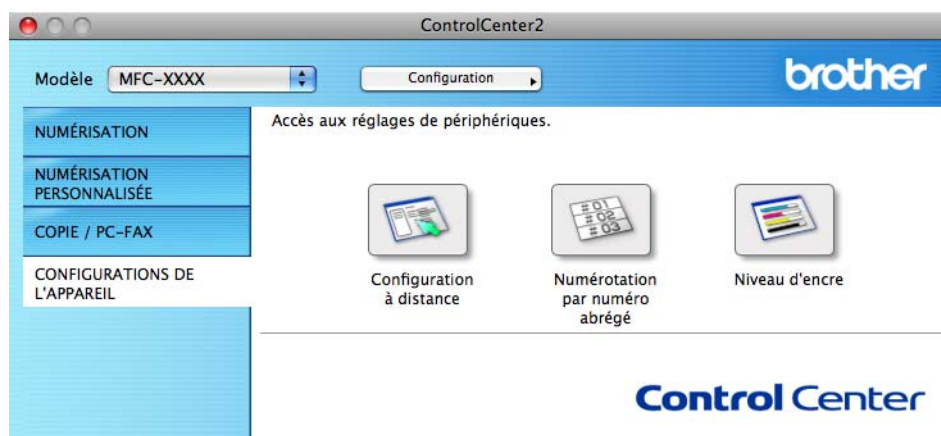 ControlCenter2
Modèle
MFC-XXXX
Configuration
brother
NUMÉRISATION
NUMÉRISATION
PERSONNALISÉE
COPIE / PC-FAX
CONFIGURATIONS DE
L'APPAREIL
Accès aux réglages de périphériques.
#01
#02
#03
Configuration
à distance
Numérotation
par numéro
abrégé
Niveau d'encre
Control Center